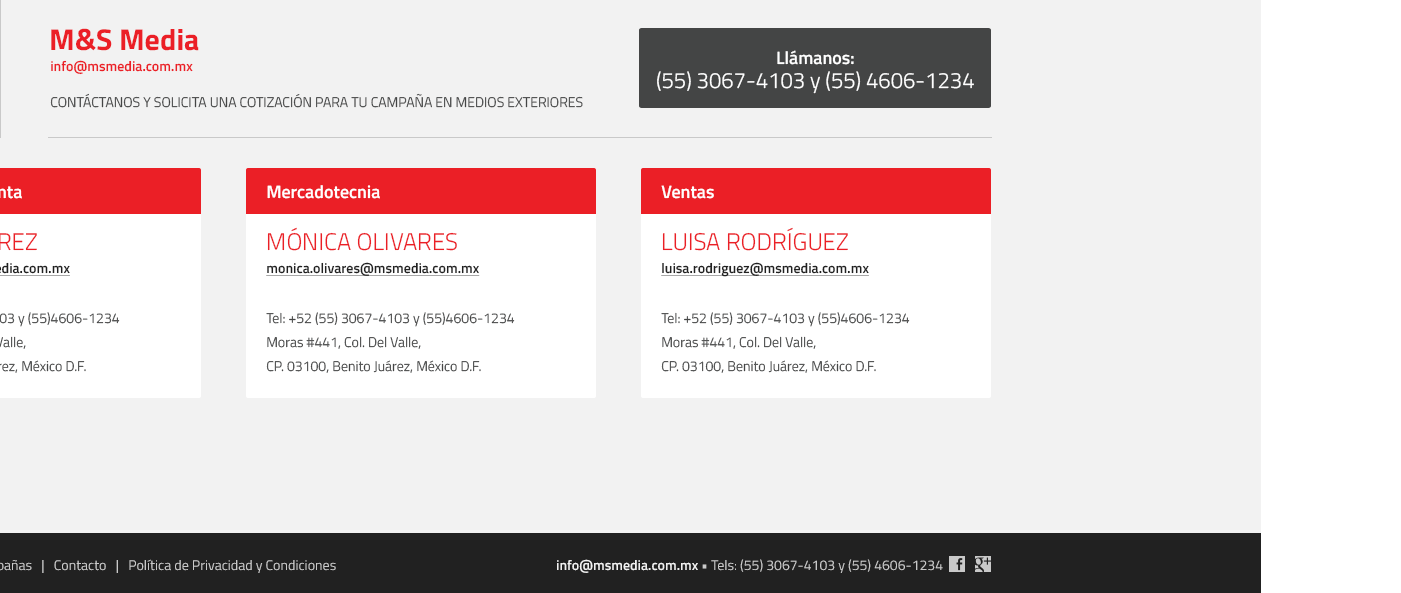 M&S Media
info@msmedia.com.mx
CONTÁCTANOS Y SOLICITA UNA COTIZACIÓN PARA TU CAMPAÑA EN MEDIOS EXTERIORES
Llámanos:
(55) 3067-4103 y (55) 4606-1234
nta
REZ
edia.com.mx
03 y (55)4606-1234
Valle,
rez, México D.F.
Mercadotecnia
MÓNICA OLIVARES
monica.olivares@msmedia.com.mx
Tel: +52 (55) 3067-4103 y (55)4606-1234
Moras #441, Col. Del Valle,
CP. 03100, Benito Juárez, México D.F.
Ventas
LUISA RODRÍGUEZ
luisa.rodriguez@msmedia.com.mx
Tel: +52 (55) 3067-4103 y (55)4606-1234
Moras #441, Col. Del Valle,
CP. 03100, Benito Juárez, México D.F.
pañas | Contacto | Política de Privacidad y Condiciones
info@msmedia.com.mx ▪ Tels: (55) 3067-4103 y (55) 4606-1234